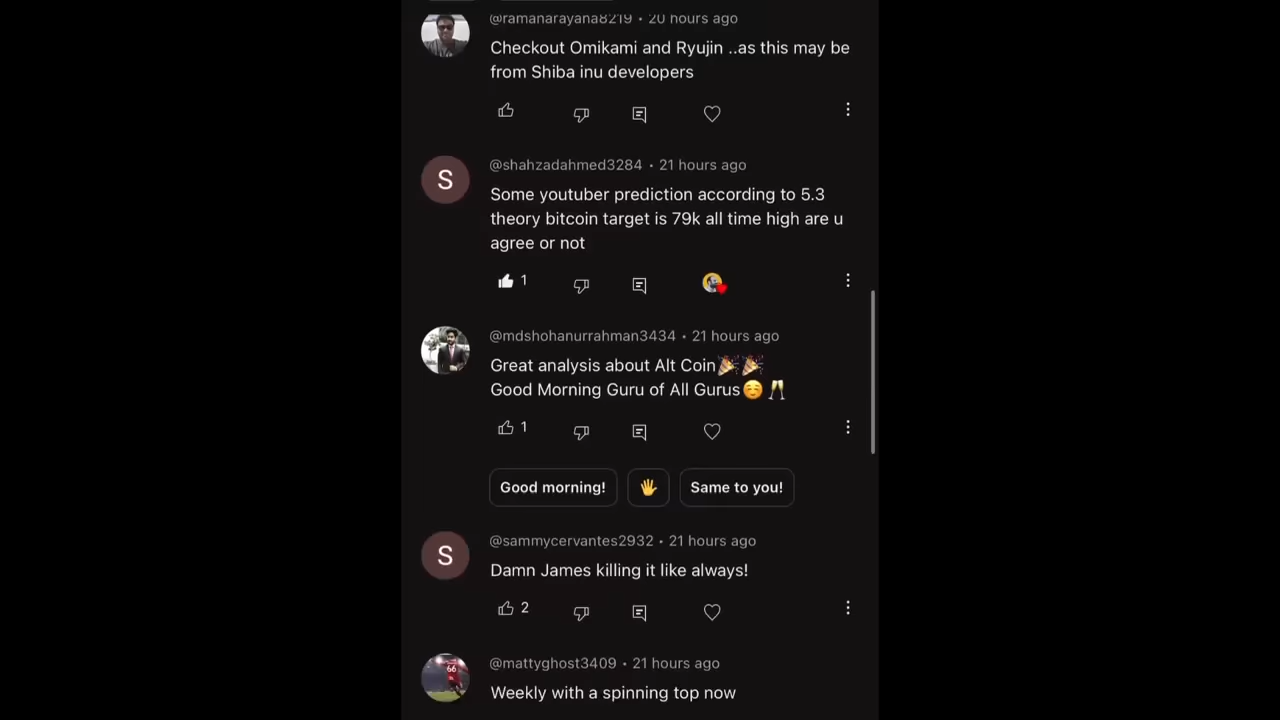 @ramanarayana8219 • 20 hours ago
Checkout Omikami and Ryujin ..as this may be
from Shiba inu developers
S
@shahzadahmed3284 • 21 hours ago
Some youtuber prediction according to 5.3
theory bitcoin target is 79k all time high are u
agree or not
1
@mdshohanurrahman3434 • 21 hours ago
Great analysis about Alt Coin🎉🎉
Good Morning Guru of All Gurus☺️🥂
1
Good morning! 🖐 Same to you!
S
@sammycervantes2932 • 21 hours ago
Damn James killing it like always!
2
66
@mattyghost3409 • 21 hours ago
Weekly with a spinning top now